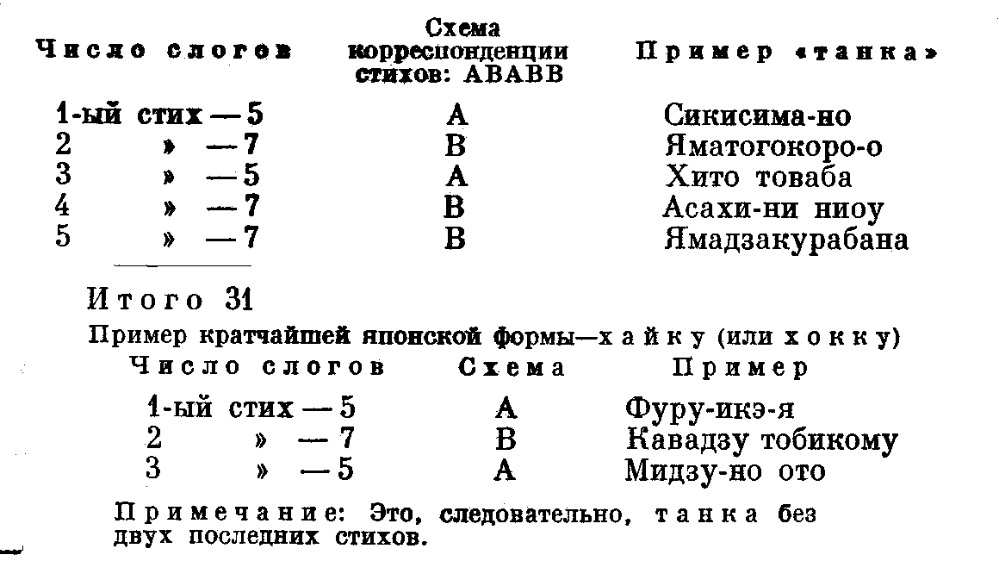 Число слогов Схема корреспонденции стихов: АВАВВ Пример «танка»
1-ый стих — 5 А Сикисима-но
2 » — 7 В Яматогокоро-о
3 » — 5 А Хито товаба
4 » — 7 В Асахи-ни ниоу
5 » — 7 В Ямадзакурабана
Итого 31
Пример кратчайшей японской формы—хайку (или хокку)
Число слогов Схема Пример
1-ый стих — 5 А Фуру-икэ-я
2 » — 7 В Кавадзу тобикому
3 » — 5 А Мидзу-но ото
Примечание: Это, следовательно, танка без
двух последних стихов.